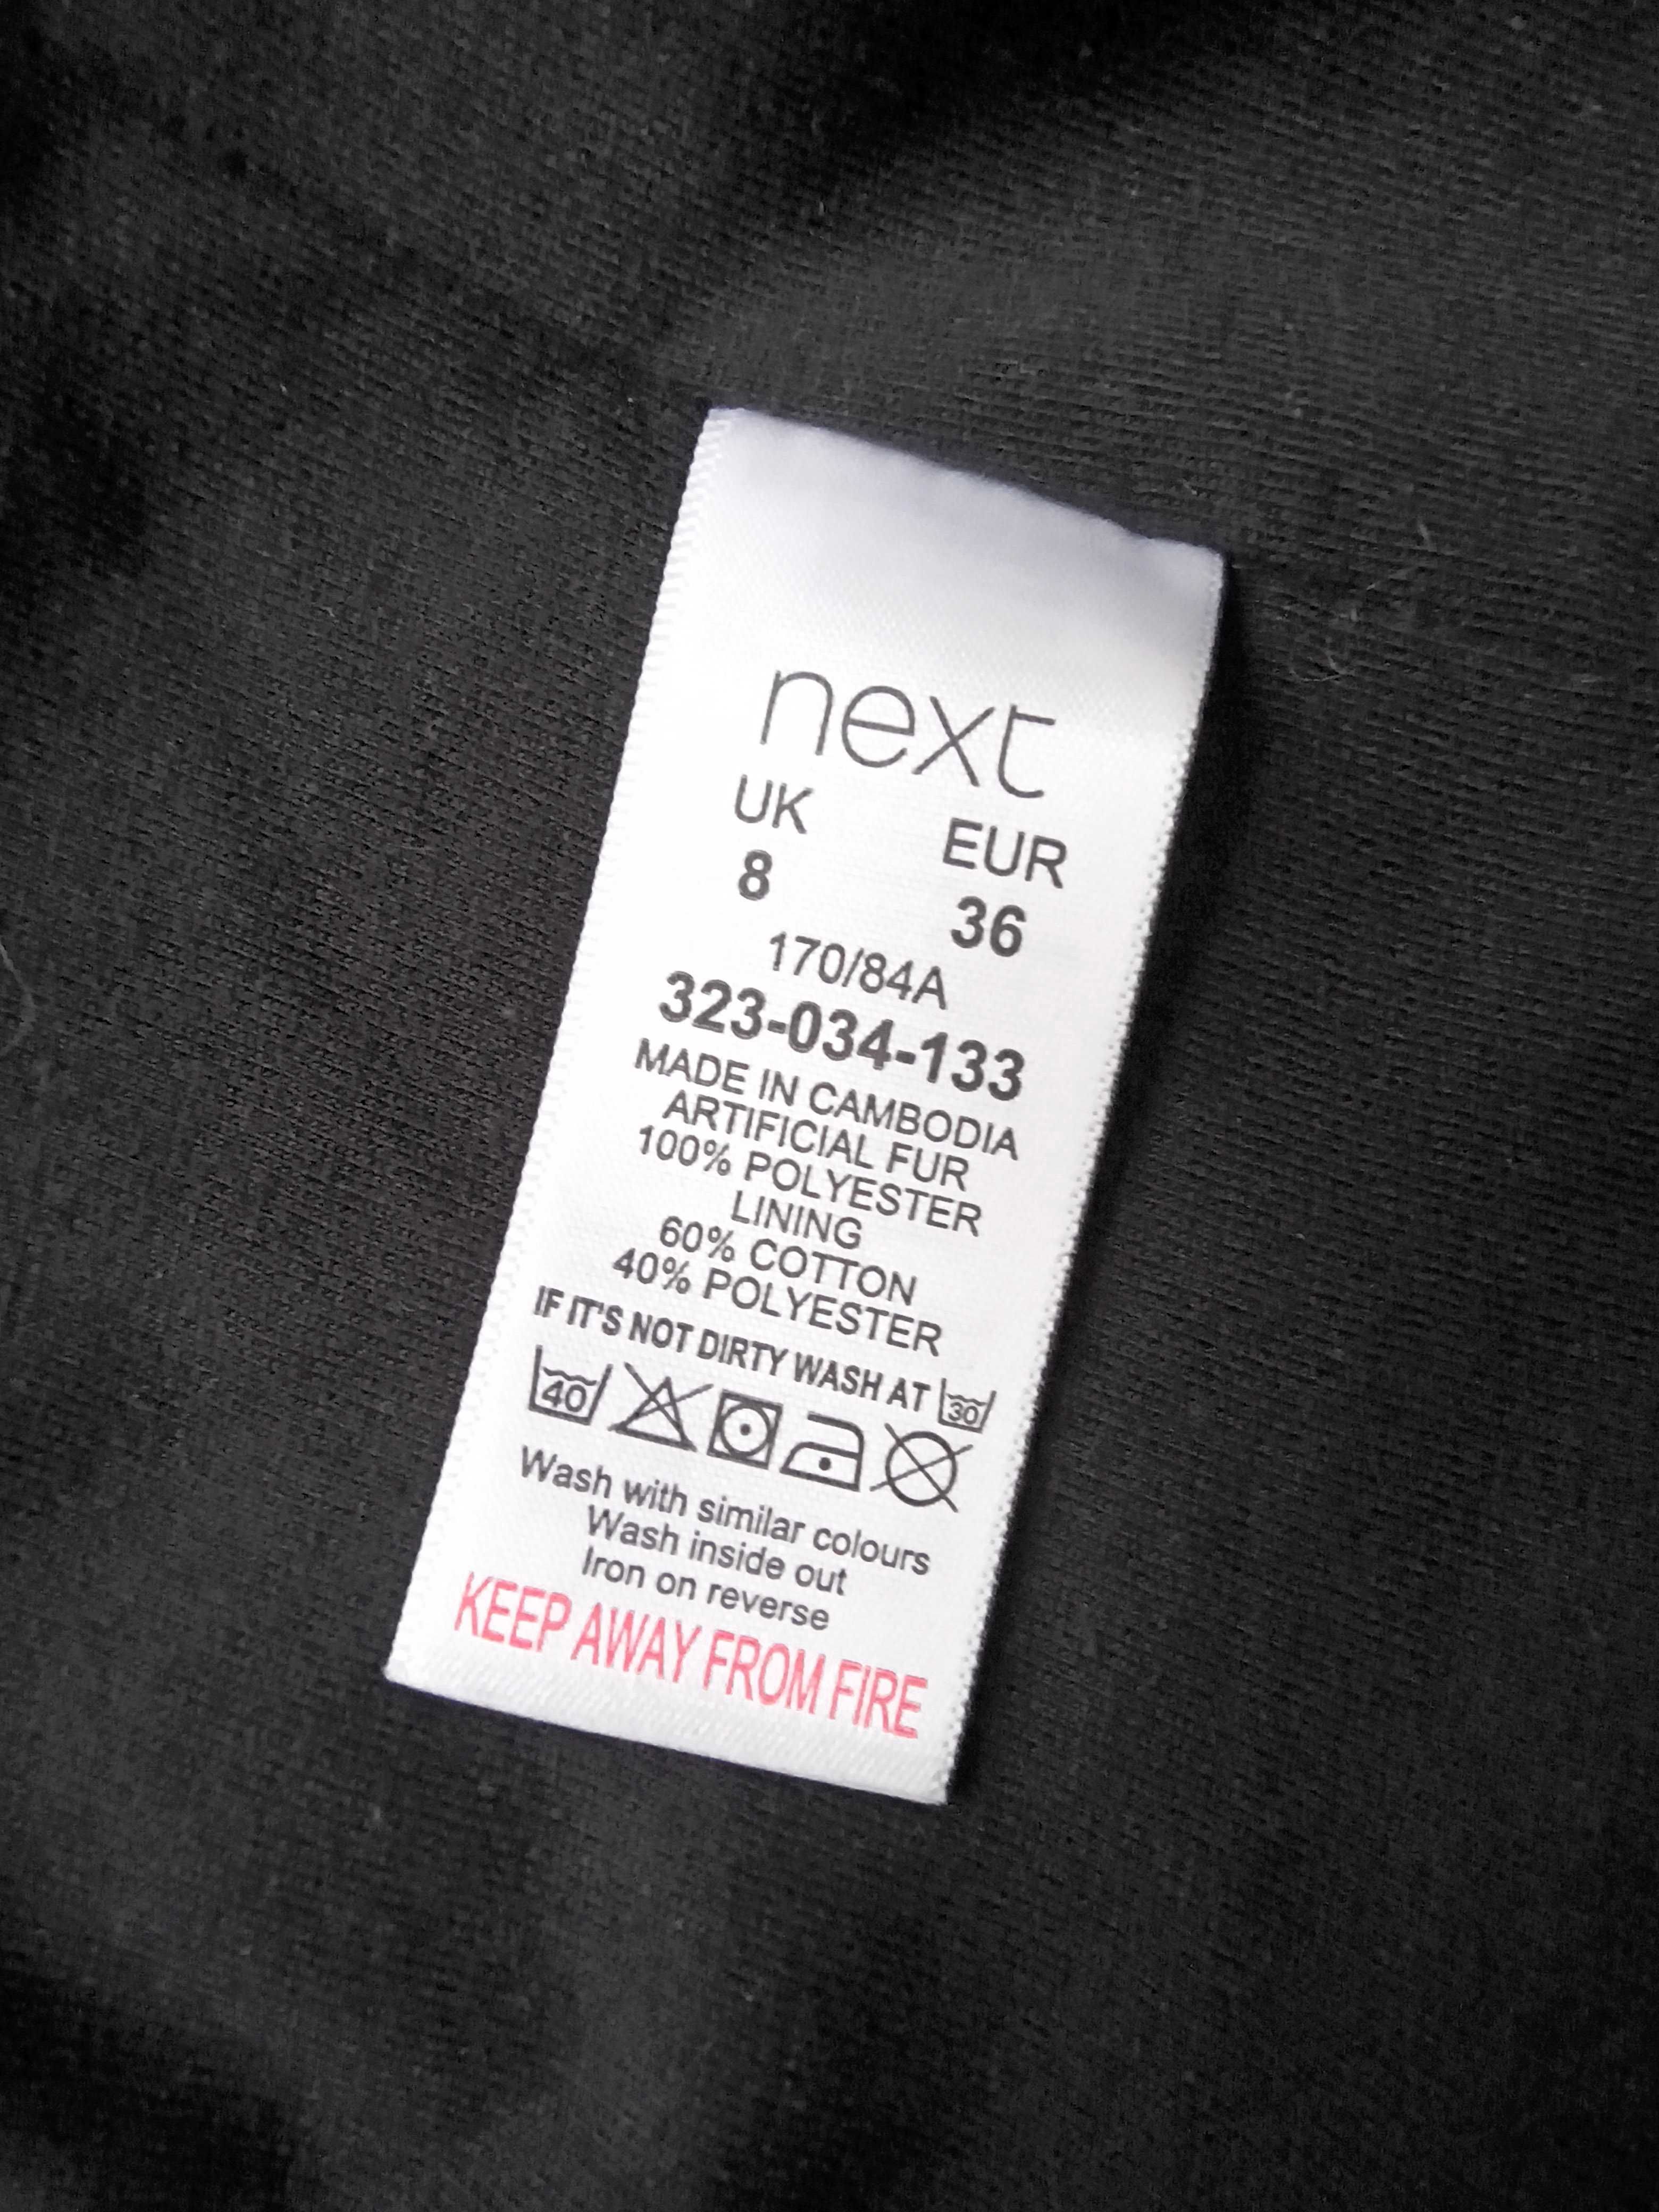 next
UK EUR
8 36
170/84A
323-034-133
MADE IN CAMBODIA
ARTIFICIAL FUR
100% POLYESTER
LINING
60% COTTON
40% POLYESTER
IF IT'S NOT DIRTY WASH AT 30
40
Wash with similar colours
Wash inside out
Iron on reverse
KEEP AWAY FROM FIRE